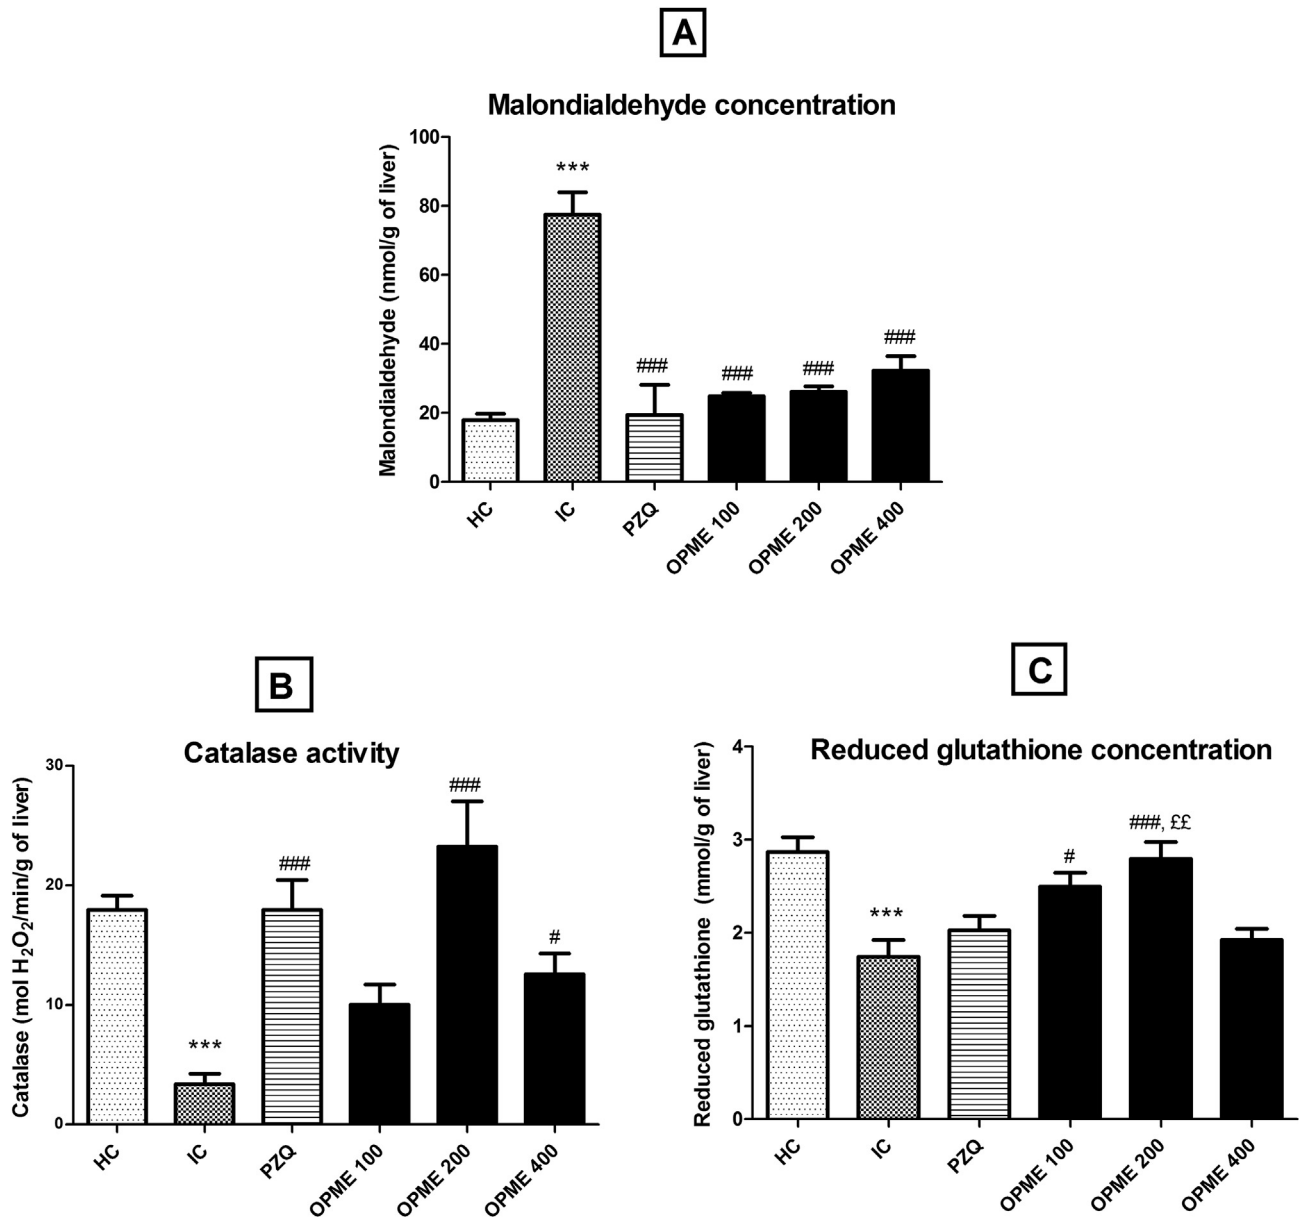 A
Malondialdehyde concentration
Malondialdehyde (nmol/g of liver)
100
80
60
40
20
0
***
###
###
###
###
HC
IC
PZQ
OPME 100
OPME 200
OPME 400
B
Catalase activity
Catalase (mol H₂O₂/min/g of liver)
30
20
10
0
***
###
###
#
HC
IC
PZQ
OPME 100
OPME 200
OPME 400
C
Reduced glutathione concentration
Reduced glutathione (mmol/g of liver)
4
3
2
1
0
***
#
###, ££
HC
IC
PZQ
OPME 100
OPME 200
OPME 400